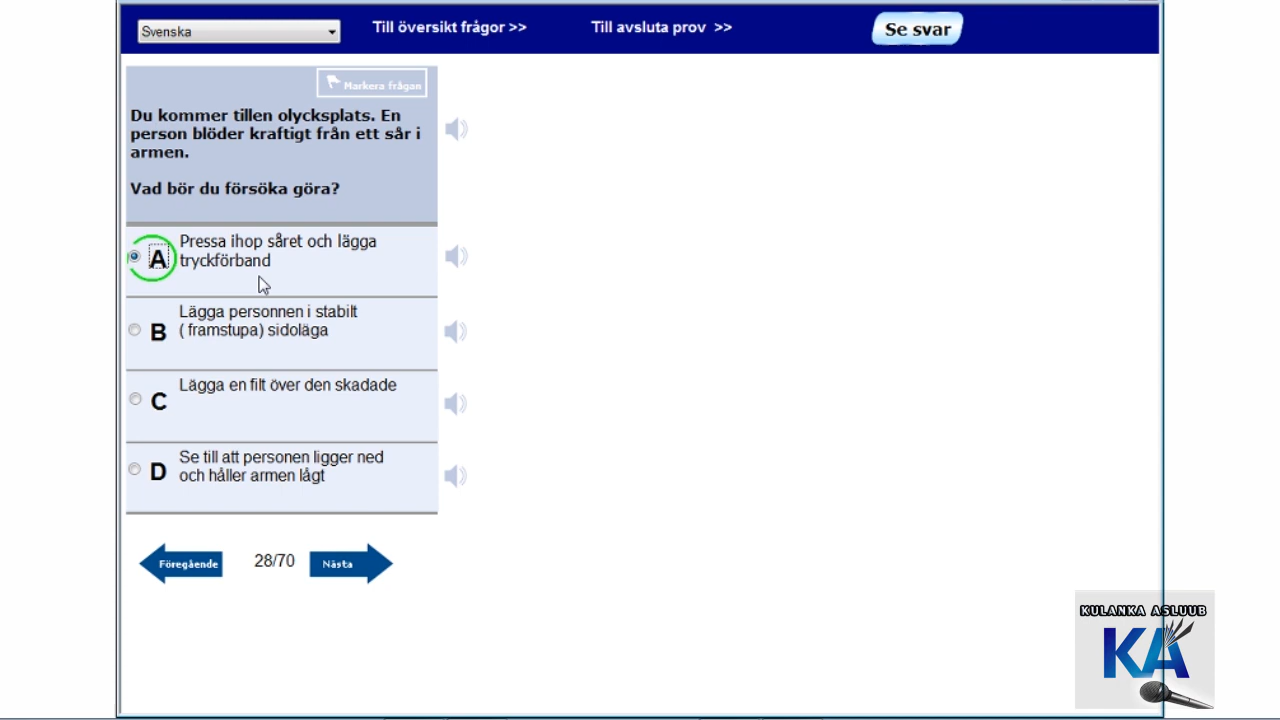 Svenska
Till översikt frågor >>
Till avsluta prov >>
Se svar
Markera frågan
Du kommer tillen olycksplats. En
person blöder kraftigt från ett sår i
armen.
Vad bör du försöka göra?
A
Pressa ihop såret och lägga
tryckförband
B
Lägga personnen i stabilt
( framstupa) sidoläga
C
Lägga en filt över den skadade
D
Se till att personen ligger ned
och håller armen lågt
Föregående
28/70
Nästa
KULANKA ASLUUB
KA